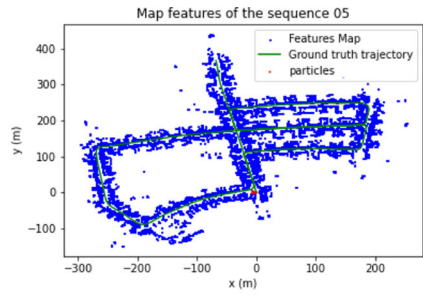 Map features of the sequence 05
Features Map
Ground truth trajectory
particles
y (m)
400
300
200
100
0
−100
−300
−200
−100
0
100
200
x (m)